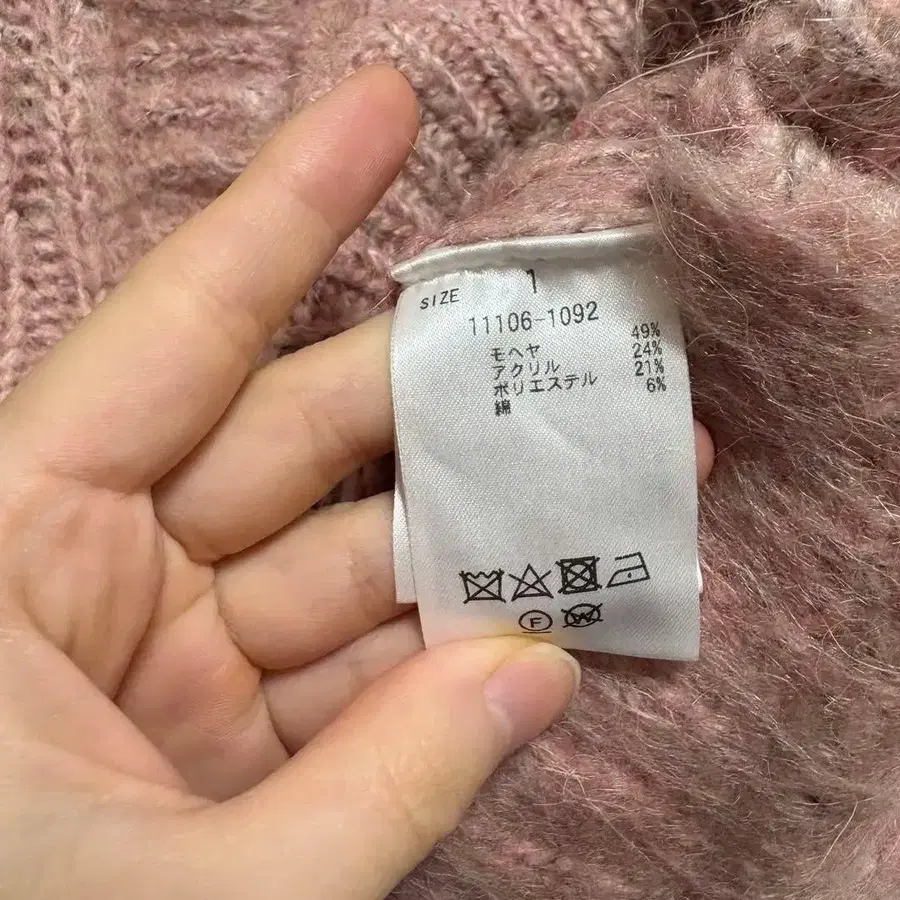 SIZE 1
11106-1092
モヘヤ 49%
アクリル 24%
ポリエステル 21%
綿 6%
F
W